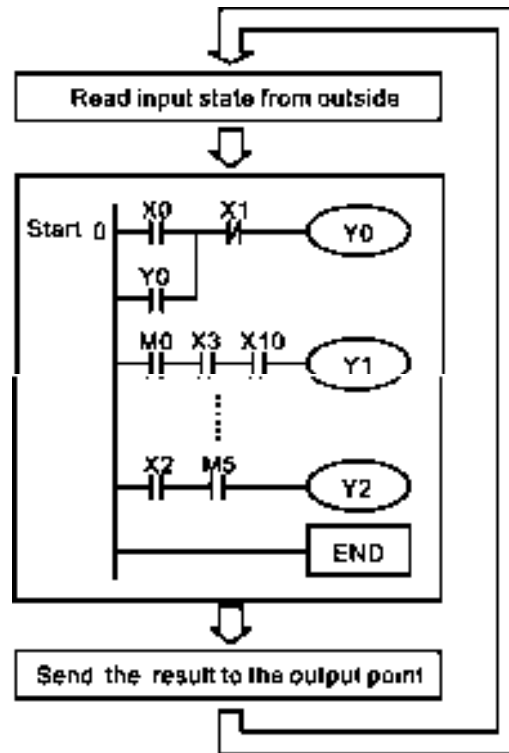 Read input state from outside
X0 X1
Start 0 Y0
Y0
M0 X3 X10
Y1
X2 M5
Y2
END
Send the result to the output point